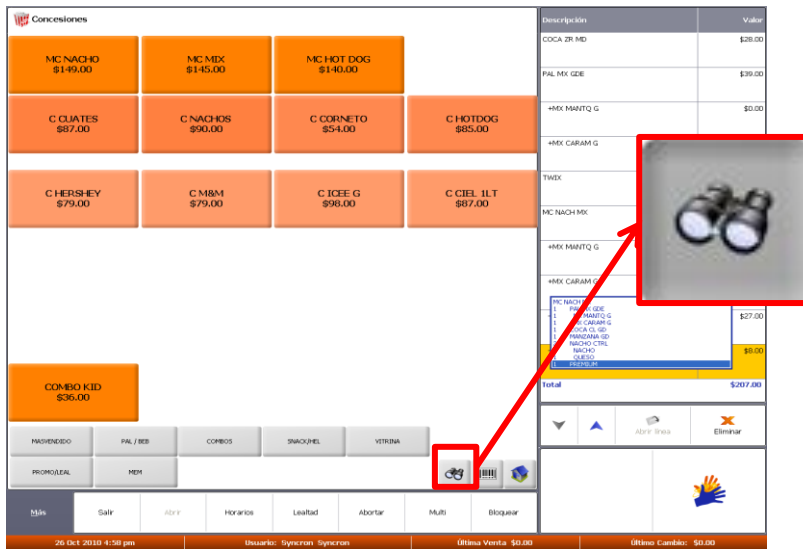 Concesiones
MC NACHO
$149.00
MC MIX
$145.00
MC HOT DOG
$140.00
C CUATES
$87.00
C NACHOS
$90.00
C CORNETO
$54.00
C HOTDOG
$85.00
C HERSHEY
$79.00
C M&M
$79.00
C ICEE G
$98.00
C CIEL 1LT
$87.00
COMBO KID
$36.00
MASVENDIDO
PAL / BEB
COMBOS
SNACK/HEL
VITRINA
PROMO/LEAL
MEM
Más
Salir
Abrir
Horarios
Lealtad
Abortar
Multi
Bloquear
Descripción Valor
COCA ZR MD $28.00
PAL MX GDE $39.00
+MX MANTQ G $0.00
+MX CARAM G
TWIX
MC NACH MX
+MX MANTQ G
+MX CARAM G
MC NACH
1 PAL MX GDE
1 MANTQ G
1 CARAM G
1 COCA CL GD
1 MANZANA GD
NACHO CTRL
NACHO
1 QUESO
1 PREMIUM
$27.00
$8.00
Total $207.00
Abrir línea
Eliminar
26 Oct 2010 4:58 pm
Usuario: Syncron Syncron
Última Venta $0.00
Último Cambio: $0.00